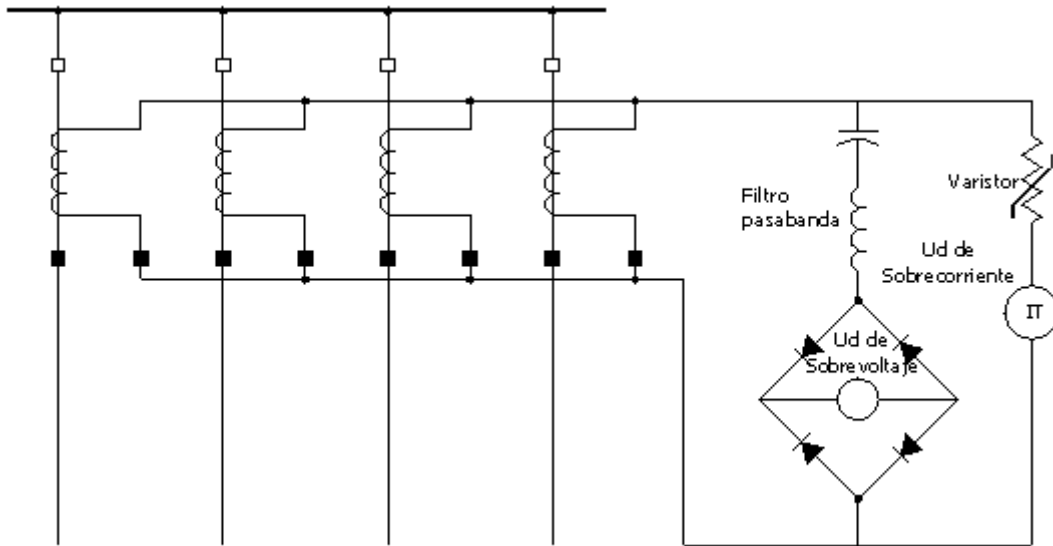 Varistor
Filtro
pasabanda
Ud de
Sobrecorriente
IT
Ud de
Sobrevoltaje